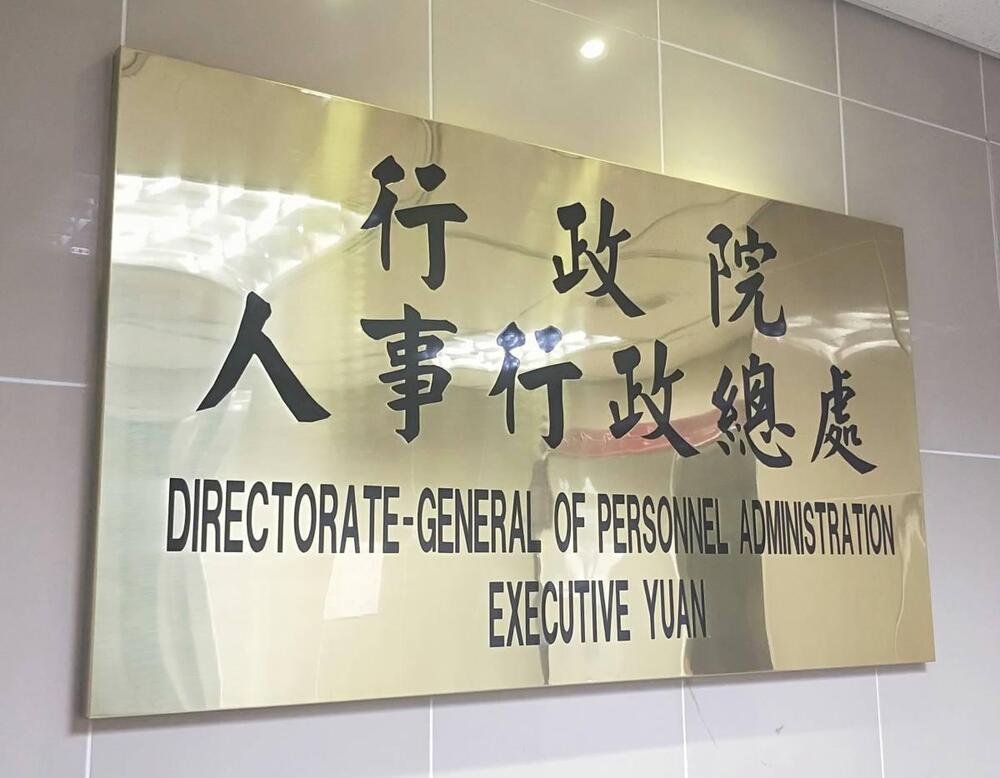 行政院
人事行政總處
DIRECTORATE-GENERAL OF PERSONNEL ADMINISTRATION
EXECUTIVE YUAN